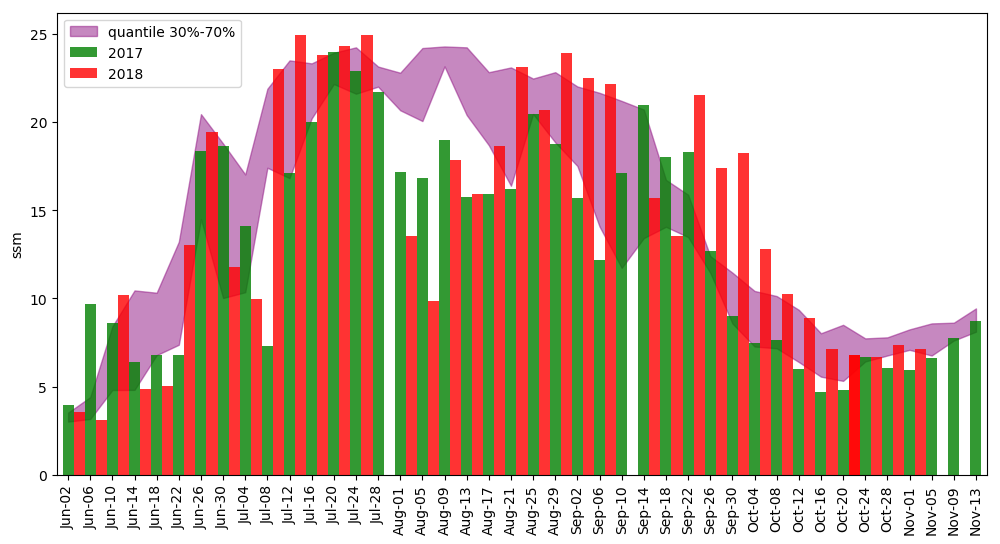 quantile 30%-70%
2017
2018
ssm
25
20
15
10
5
0
Jun-02
Jun-06
Jun-10
Jun-14
Jun-18
Jun-22
Jun-26
Jun-30
Jul-04
Jul-08
Jul-12
Jul-16
Jul-20
Jul-24
Jul-28
Aug-01
Aug-05
Aug-09
Aug-13
Aug-17
Aug-21
Aug-25
Aug-29
Sep-02
Sep-06
Sep-10
Sep-14
Sep-18
Sep-22
Sep-26
Sep-30
Oct-04
Oct-08
Oct-12
Oct-16
Oct-20
Oct-24
Oct-28
Nov-01
Nov-05
Nov-09
Nov-13